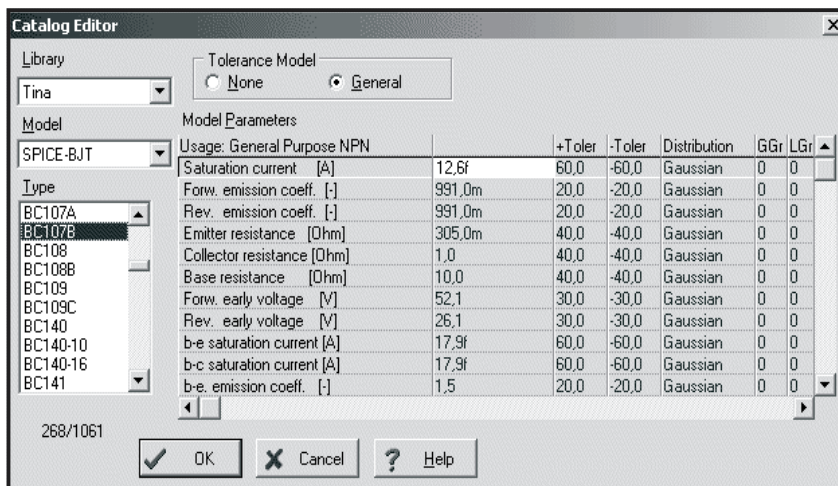 Catalog Editor
Library
Tina
Tolerance Model
None
General
Model
SPICE-BJT
Type
BC107A
BC107B
BC108
BC108B
BC109
BC109C
BC140
BC140-10
BC140-16
BC141
268/1061
Model Parameters
Usage: General Purpose NPN +Toler -Toler Distribution GGr LGr
Saturation current [A] 12,6f 60,0 -60,0 Gaussian 0 0
Forw. emission coeff. [-] 991,0m 20,0 -20,0 Gaussian 0 0
Rev. emission coeff. [-] 991,0m 20,0 -20,0 Gaussian 0 0
Emitter resistance [Ohm] 305,0m 40,0 -40,0 Gaussian 0 0
Collector resistance [Ohm] 1,0 40,0 -40,0 Gaussian 0 0
Base resistance [Ohm] 10,0 40,0 -40,0 Gaussian 0 0
Forw. early voltage [V] 52,1 30,0 -30,0 Gaussian 0 0
Rev. early voltage [V] 26,1 30,0 -30,0 Gaussian 0 0
b-e saturation current [A] 17,9f 60,0 -60,0 Gaussian 0 0
b-c saturation current [A] 17,9f 60,0 -60,0 Gaussian 0 0
b-e. emission coeff. [-] 1,5 20,0 -20,0 Gaussian 0 0
OK
Cancel
Help